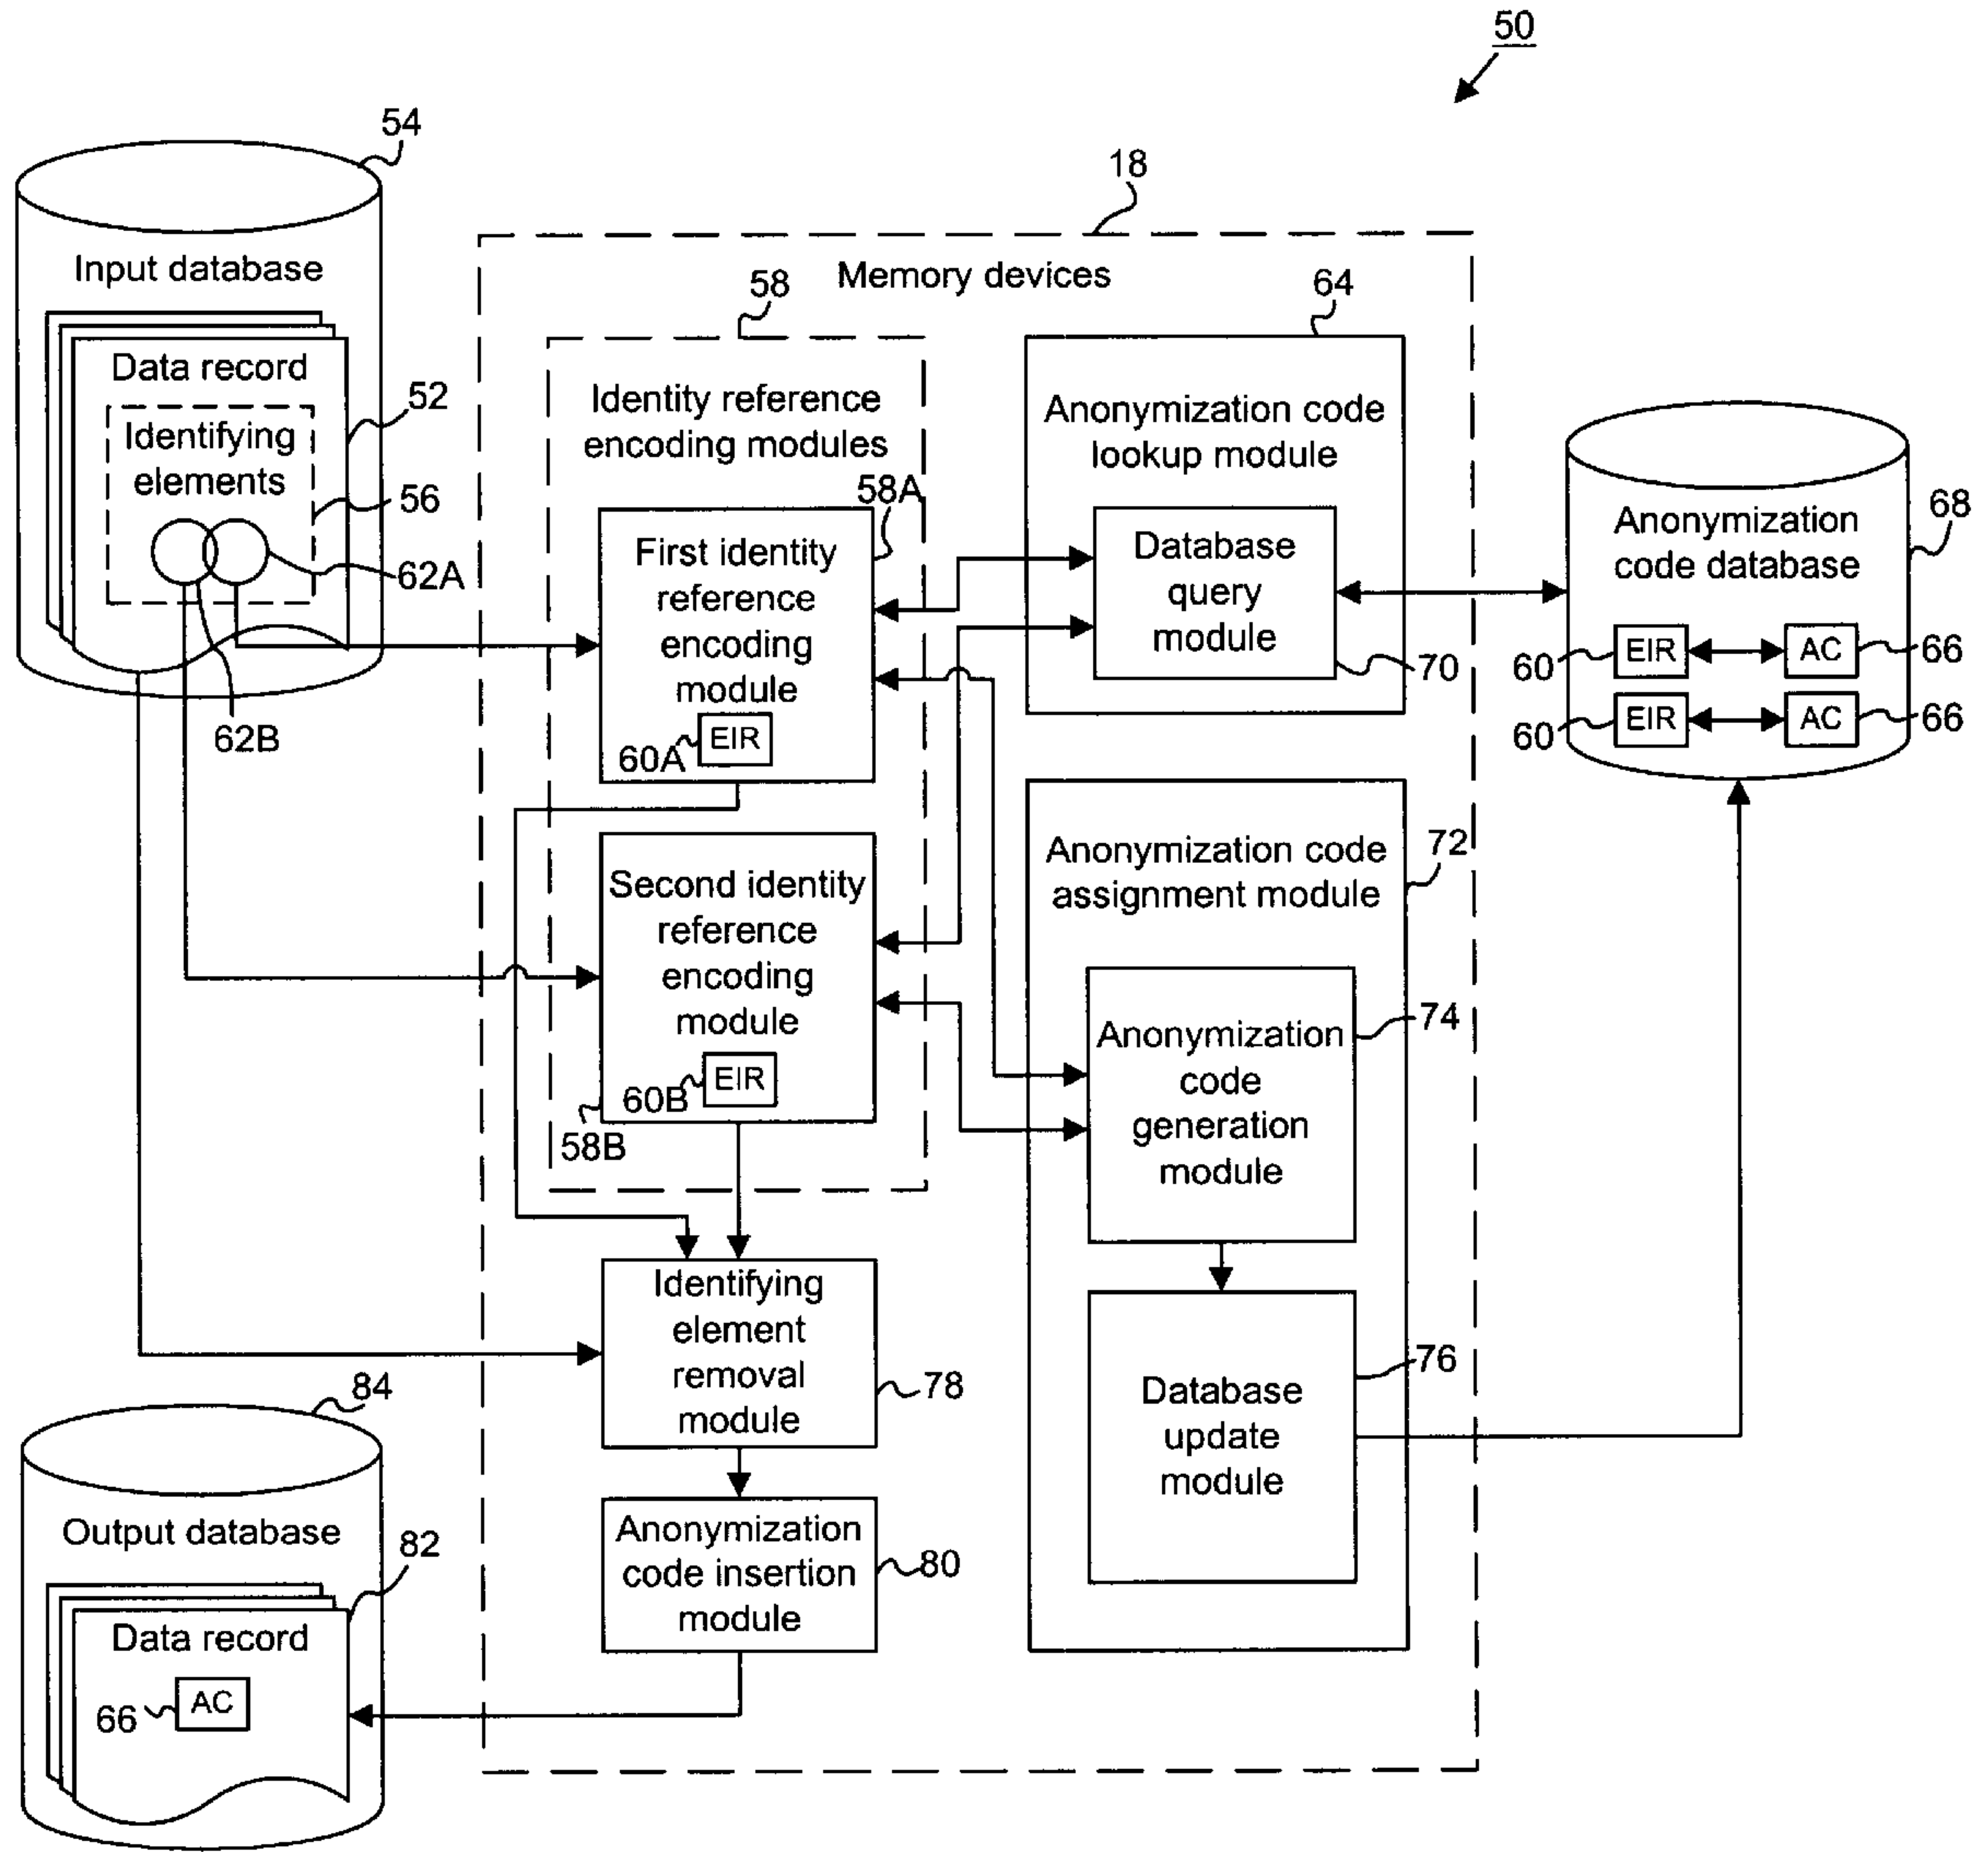 50
54
18
Input database
Memory devices
58
64
Data record
52
Identifying
elements
56
62A
62B
Identity reference
encoding modules
58A
First identity
reference
encoding
module
60A
EIR
Second identity
reference
encoding
module
60B
EIR
58B
Anonymization code
lookup module
Database
query
module
70
Anonymization
code database
68
60
EIR
AC
66
60
EIR
AC
66
Anonymization code
assignment module
72
Anonymization
code
generation
module
74
Database
update
module
76
Identifying
element
removal
module
78
Anonymization
code insertion
module
80
84
Output database
82
Data record
66
AC